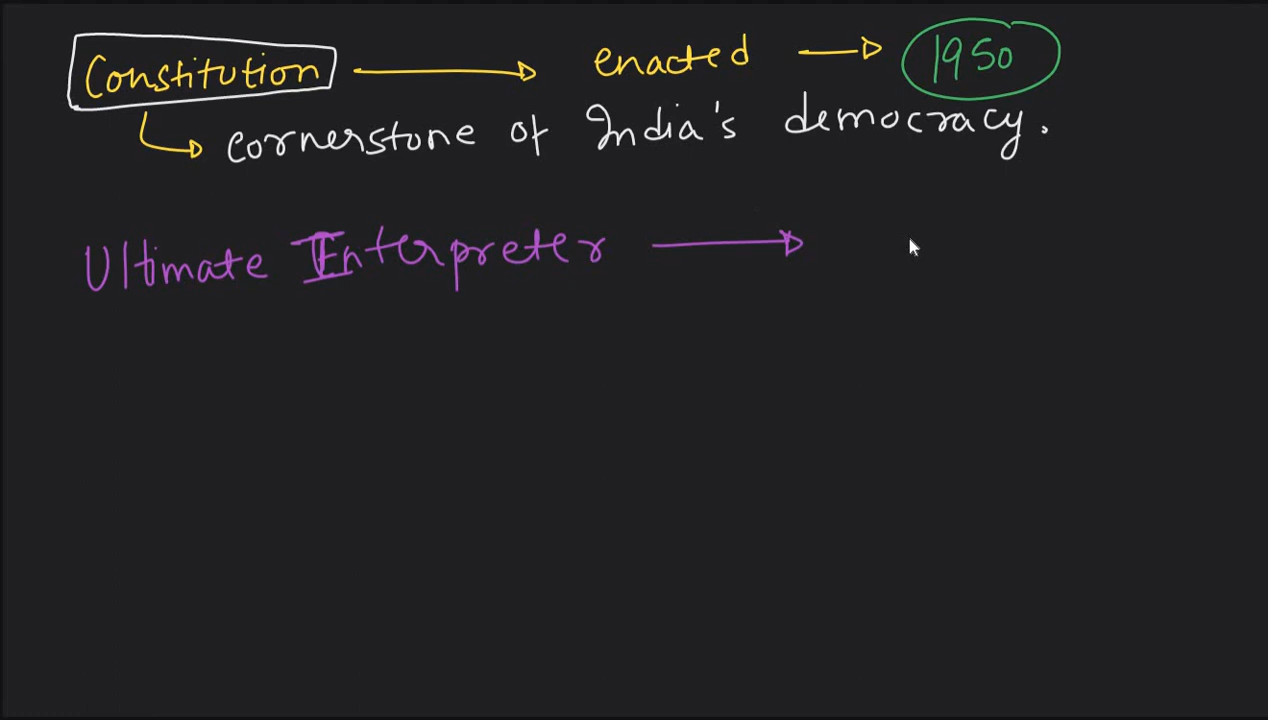 Constitution → enacted → 1950
↳ cornerstone of India's democracy.
Ultimate Interpreter →